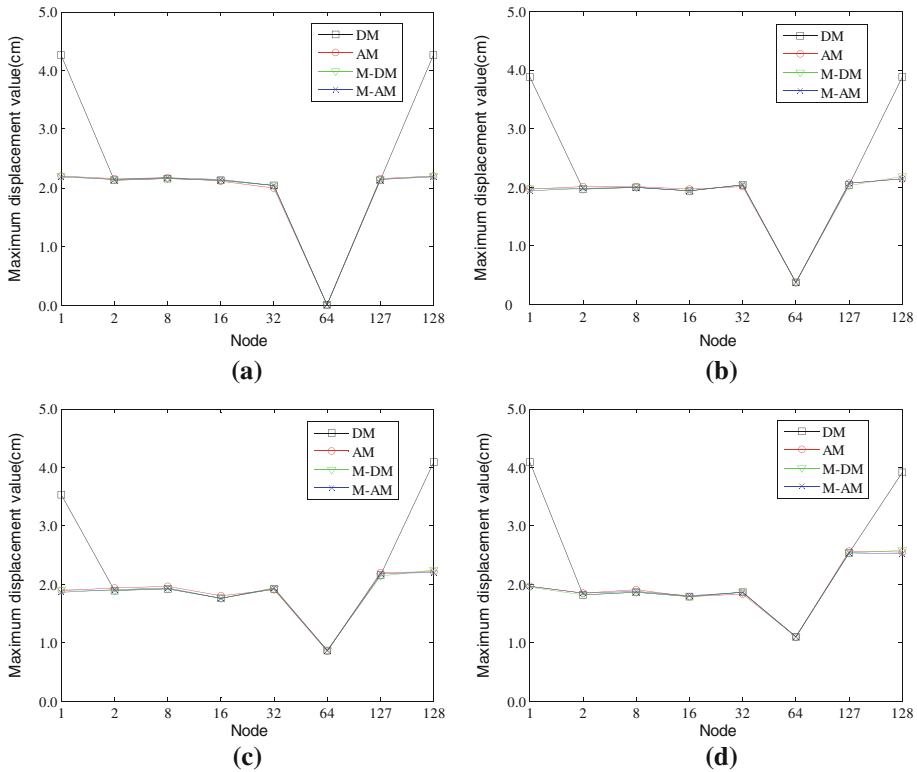 5.0
4.0
3.0
2.0
1.0
0.0
Maximum displacement value(cm)
DM
AM
M-DM
M-AM
1 2 8 16 32 64 127 128
Node
(a)
5.0
4.0
3.0
2.0
1.0
0
Maximum displacement value(cm)
DM
AM
M-DM
M-AM
1 2 8 16 32 64 127 128
Node
(b)
5.0
4.0
3.0
2.0
1.0
0.0
Maximum displacement value(cm)
DM
AM
M-DM
M-AM
1 2 8 16 32 64 127 128
Node
(c)
5.0
4.0
3.0
2.0
1.0
0.0
Maximum displacement value(cm)
DM
AM
M-DM
M-AM
1 2 8 16 32 64 127 128
Node
(d)